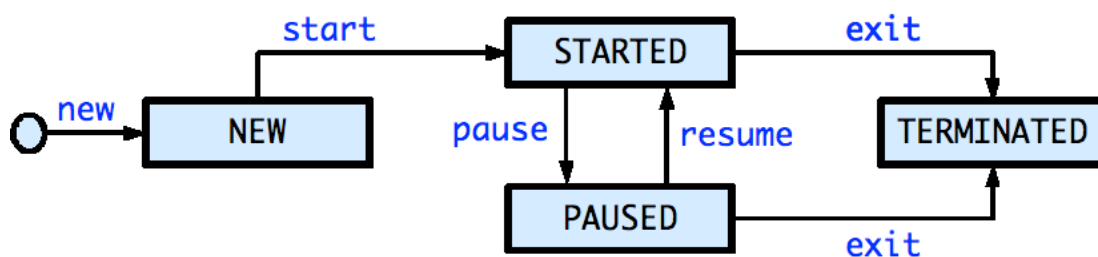 start
exit
STARTED
new
NEW
pause
resume
TERMINATED
PAUSED
exit